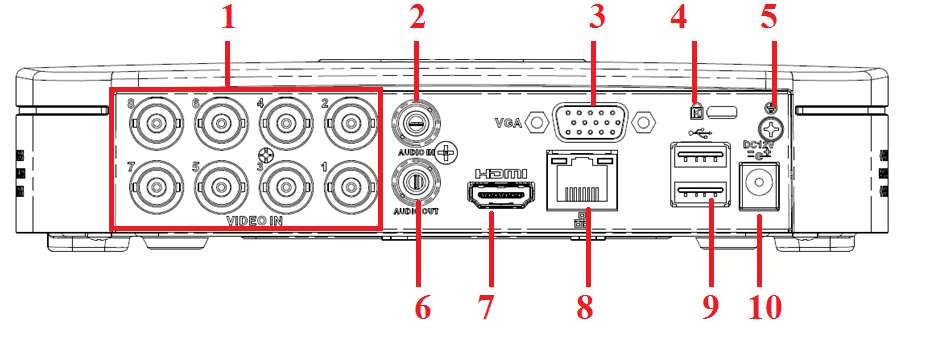 1 2 3 4 5
8 6 4 2
VGA
AUDIO IN
DC12V
7 5 3 1
HDMI
VIDEO IN
AUDIO OUT
6 7 8 9 10